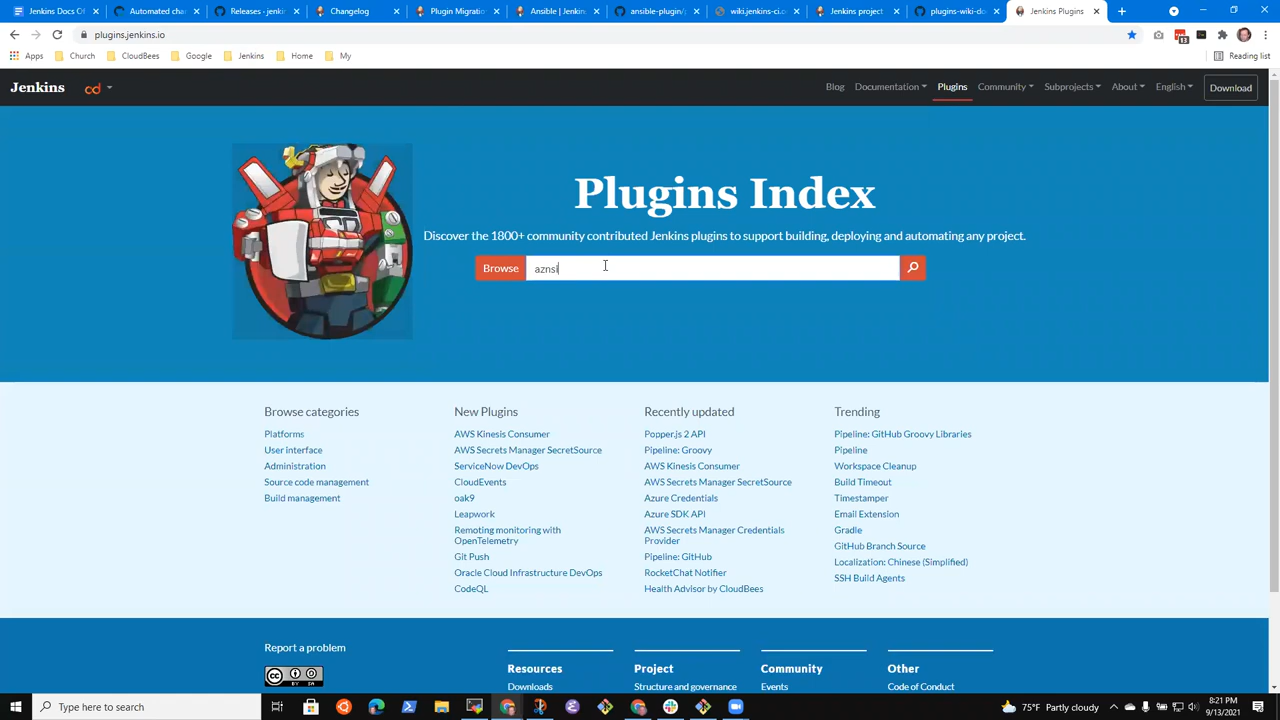 Jenkins Docs Of
Automated cha
Releases · jenki
Changelog
Plugin Migratio
Ansible | Jenkin
ansible-plugin/
wiki.jenkins-ci.o
Jenkins project
plugins-wiki-do
Jenkins Plugins
plugins.jenkins.io
13
Apps
Church
CloudBees
Google
Jenkins
Home
My
Reading list
Jenkins
cd
Blog
Documentation
Plugins
Community
Subprojects
About
English
Download
Plugins Index
Discover the 1800+ community contributed Jenkins plugins to support building, deploying and automating any project.
Browse
aznsi
Browse categories
Platforms
User interface
Administration
Source code management
Build management
New Plugins
AWS Kinesis Consumer
AWS Secrets Manager SecretSource
ServiceNow DevOps
CloudEvents
oak9
Leapwork
Remoting monitoring with
OpenTelemetry
Git Push
Oracle Cloud Infrastructure DevOps
CodeQL
Recently updated
Popper.js 2 API
Pipeline: Groovy
AWS Kinesis Consumer
AWS Secrets Manager SecretSource
Azure Credentials
Azure SDK API
AWS Secrets Manager Credentials
Provider
Pipeline: GitHub
RocketChat Notifier
Health Advisor by CloudBees
Trending
Pipeline: GitHub Groovy Libraries
Pipeline
Workspace Cleanup
Build Timeout
Timestamper
Email Extension
Gradle
GitHub Branch Source
Localization: Chinese (Simplified)
SSH Build Agents
Report a problem
CC BY SA
Resources
Downloads
Project
Structure and governance
Community
Events
Other
Code of Conduct
Type here to search
75°F Partly cloudy
8:21 PM
9/13/2021